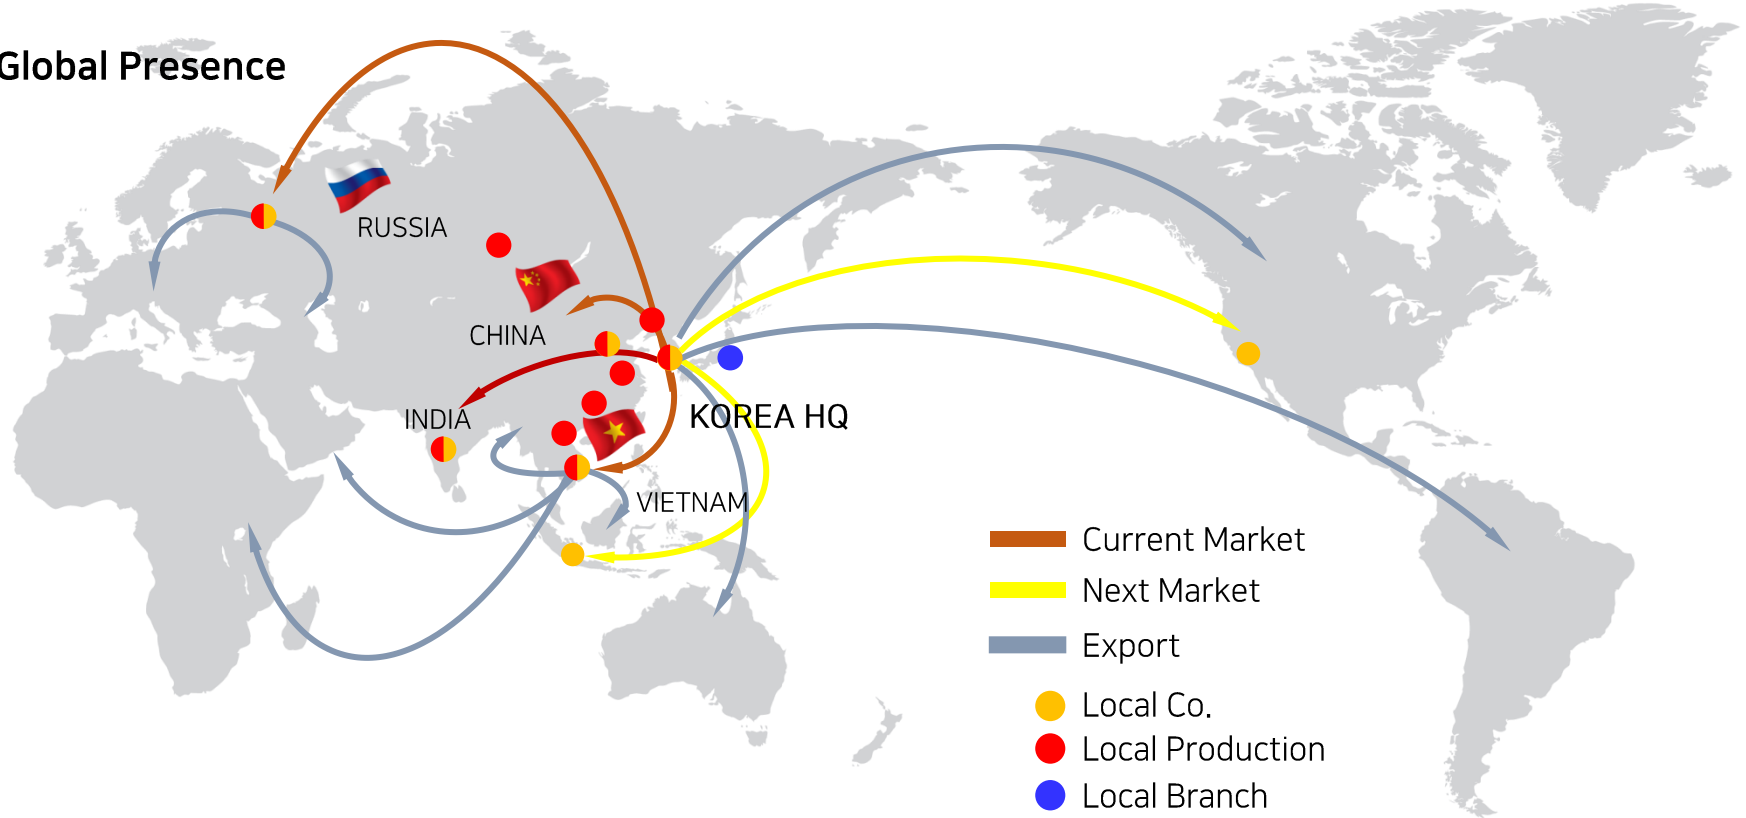 Global Presence
RUSSIA
CHINA
INDIA
KOREA HQ
VIETNAM
Current Market
Next Market
Export
Local Co.
Local Production
Local Branch